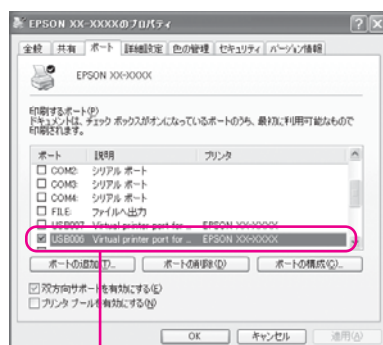 EPSON XX-XXXXのプロパティ
全般 共有 ポート 詳細設定 色の管理 セキュリティ バージョン情報
EPSON XXX-XXXX
印刷するポート(P)
ドキュメントは、チェック ボックスがオンになっているポートのうち、最初に利用可能なもので
印刷されます。
ポート 説明 プリンタ
COM2: シリアル ポート
COM3: シリアル ポート
COM4: シリアル ポート
FILE: ファイルへ出力
USB007 Virtual printer port for ... EPSON XXX-XXXX
USB006 Virtual printer port for ... EPSON XXX-XXXX
ポートの追加(T)... ポートの削除(D) ポートの構成(C)...
双方向サポートを有効にする(E)
プリンタ プールを有効にする(N)
OK キャンセル 適用(A)